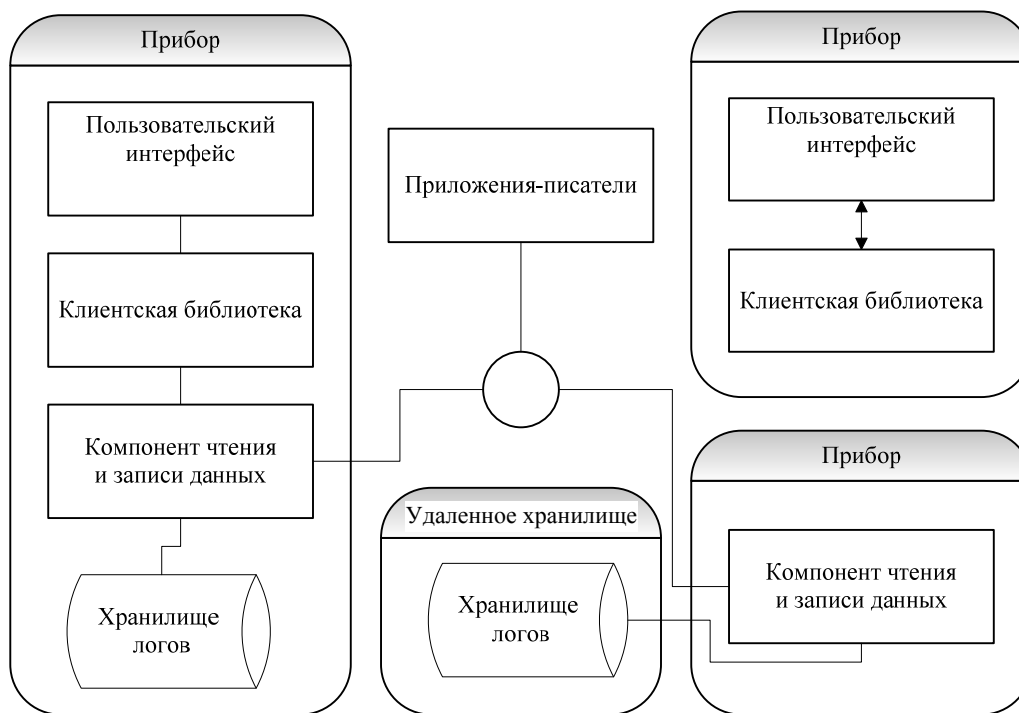 Прибор
Пользовательский
интерфейс
Клиентская библиотека
Компонент чтения
и записи данных
Хранилище
логов
Приложения-писатели
Удаленное хранилище
Хранилище
логов
Прибор
Пользовательский
интерфейс
Клиентская библиотека
Прибор
Компонент чтения
и записи данных